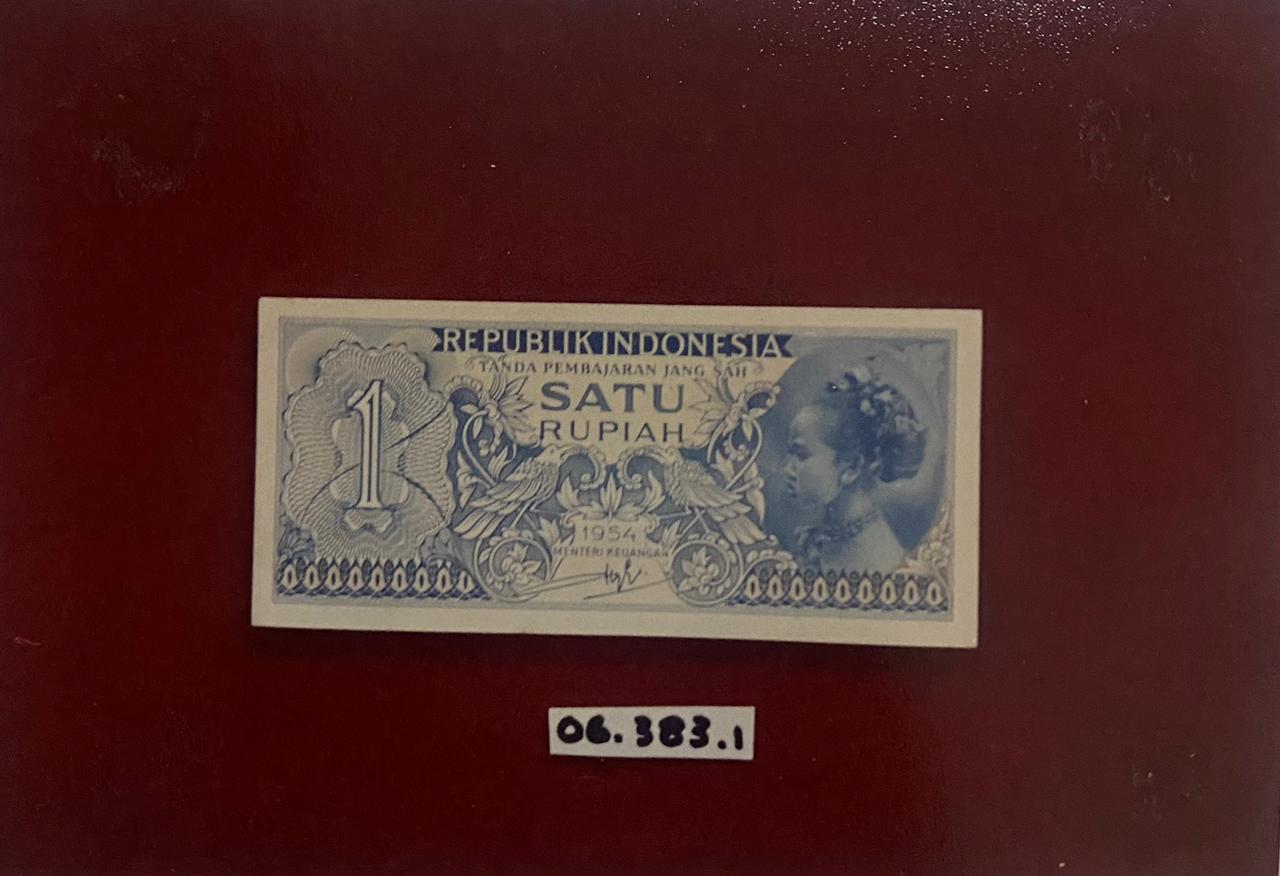 REPUBLIK INDONESIA
TANDA PEMBAJARAN JANG SAH
SATU
RUPIAH
1
1954
MENTERI KEUANGAN
06.383.1